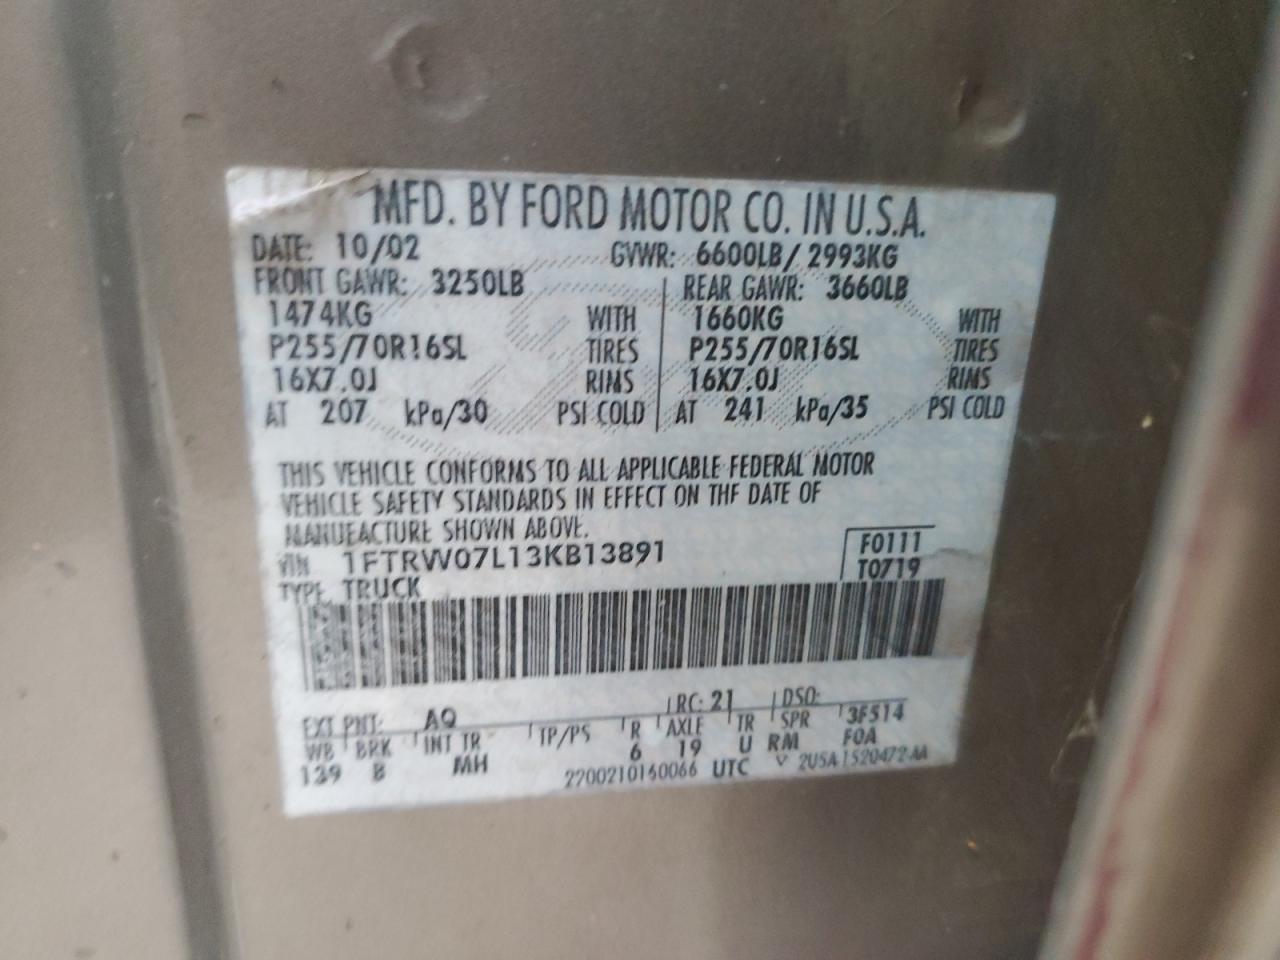 MFD. BY FORD MOTOR CO. IN U.S.A.
DATE: 10/02 GVWR: 6600LB/ 2993KG
FRONT GAWR: 3250LB REAR GAWR: 3660LB
1474KG WITH 1660KG WITH
P255/70R16SL TIRES P255/70R16SL TIRES
16X7.0J RIMS 16X7.0J RIMS
AT 207 kPa/30 PSI COLD AT 241 kPa/35 PSI COLD
THIS VEHICLE CONFORMS TO ALL APPLICABLE FEDERAL MOTOR
VEHICLE SAFETY STANDARDS IN EFFECT ON THE DATE OF
MANUFACTURE SHOWN ABOVE.
VIN 1FTRW07L13KB13891 F0111
TYPE TRUCK T0719
EXT PNT: AQ RC: 21 DSO:
WB BRK INT TR TP/PS R AXLE TR SPR 3F514
139 B MH 6 19 U RM F0A
2200210160066 UTC V 2U5A 1520472 AA